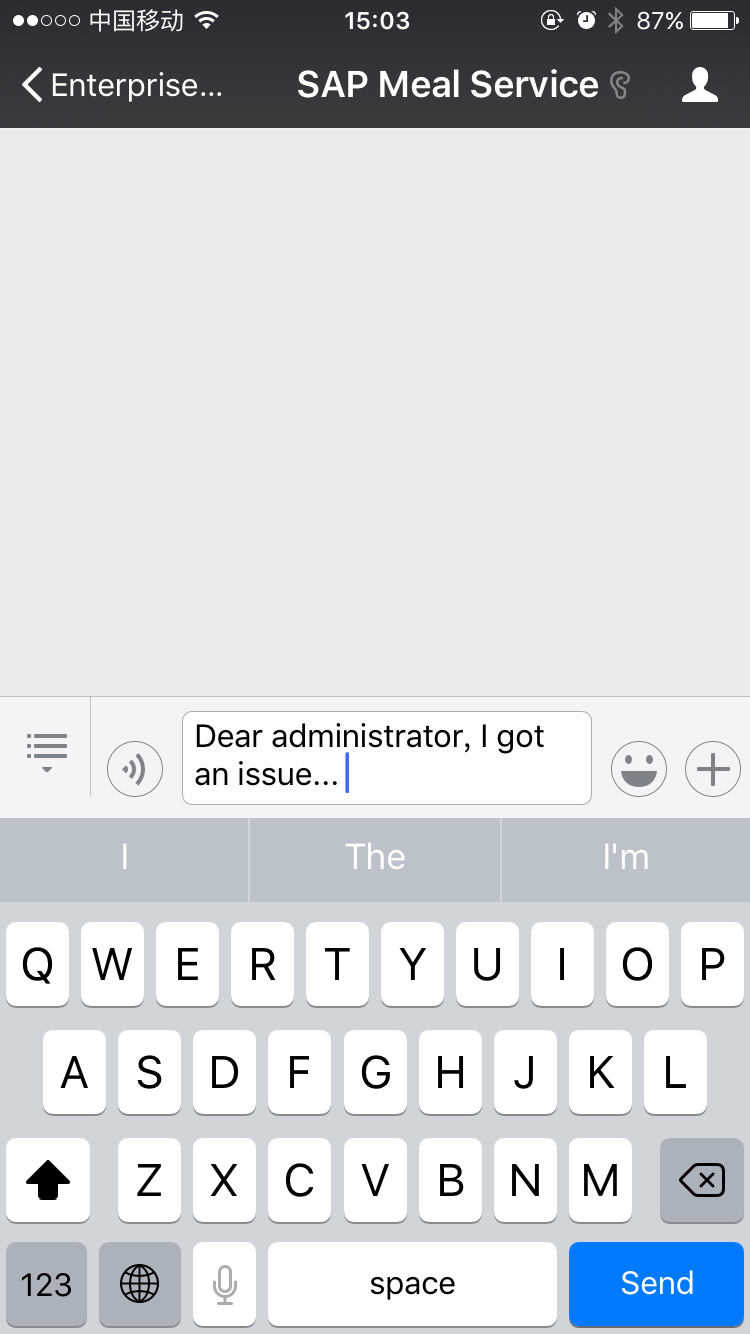 中国移动 15:03 87%
Enterprise... SAP Meal Service
Dear administrator, I got
an issue...
I The I'm
Q W E R T Y U I O P
A S D F G H J K L
Z X C V B N M
123 space Send